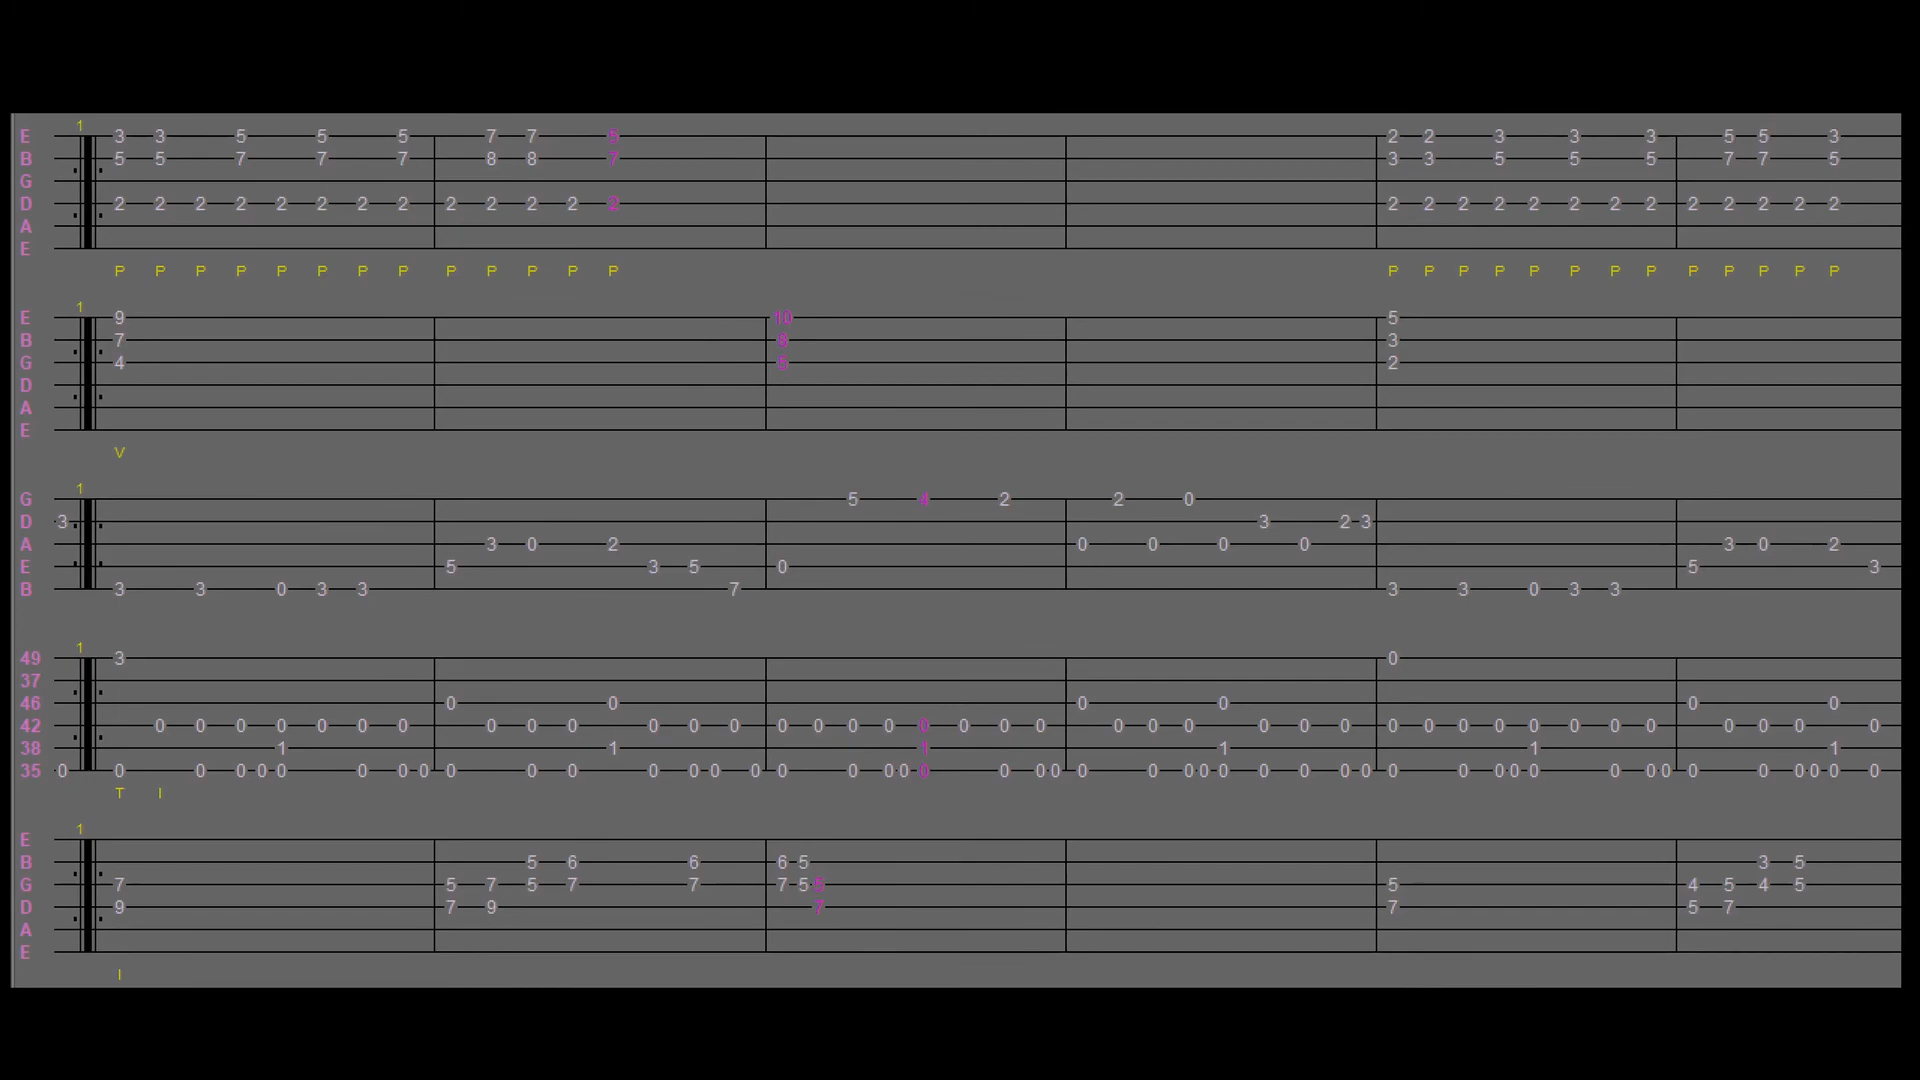 1
E 3 3 5 5 5 7 7 5 2 2 3 3 3 5 5 3
B 5 5 7 7 7 8 8 7 3 3 5 5 5 7 7 5
G
D 2 2 2 2 2 2 2 2 2 2 2 2 2 2 2 2 2 2 2 2 2 2 2 2 2 2
A
E
P P P P P P P P P P P P P P P P P P P P P P P P P P
1
E 9 10 5
B 7 8 3
G 4 5 2
D
A
E
V
1
G 5 4 2 2 0
D 3 3 2 3
A 3 0 2 0 0 0 0 3 0 2
E 5 3 5 0 5 3
B 3 3 0 3 3 7 3 3 0 3 3
1
49 3 0
37
46 0 0 0 0 0 0
42 0 0 0 0 0 0 0 0 0 0 0 0 0 0 0 0 0 0 0 0 0 0 0 0 0 0 0 0 0 0 0 0 0 0 0 0 0 0 0 0 0
38 1 1 1 1 1 1
35 0 0 0 0 0 0 0 0 0 0 0 0 0 0 0 0 0 0 0 0 0 0 0 0 0 0 0 0 0 0 0 0 0 0 0 0 0 0 0 0 0 0 0 0 0 0
T I
1
E
B 5 6 6 6 5 3 5
G 7 5 7 5 7 7 7 5 5 5 4 5 4 5
D 9 7 9 7 7 5 7
A
E
I